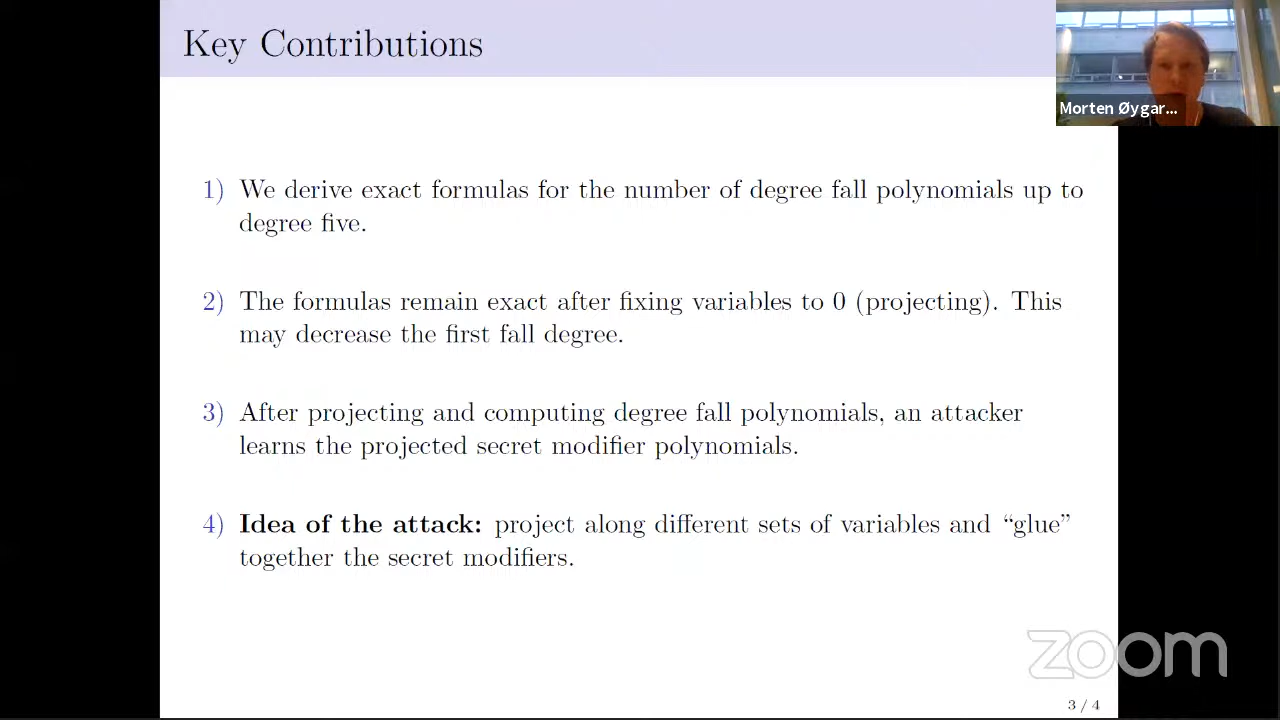 Key Contributions
Morten Øygar...
1) We derive exact formulas for the number of degree fall polynomials up to
degree five.
2) The formulas remain exact after fixing variables to 0 (projecting). This
may decrease the first fall degree.
3) After projecting and computing degree fall polynomials, an attacker
learns the projected secret modifier polynomials.
4) Idea of the attack: project along different sets of variables and “glue”
together the secret modifiers.
zoom
3 / 4